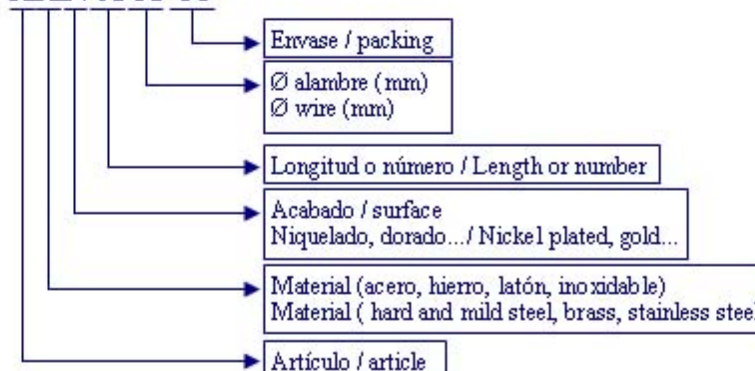 Envase / packing
Ø alambre (mm)
Ø wire (mm)
Longitud o número / Length or number
Acabado / surface
Niquelado, dorado.../ Nickel plated, gold...
Material (acero, hierro, latón, inoxidable)
Material ( hard and mild steel, brass, stainless steel
Artículo / article